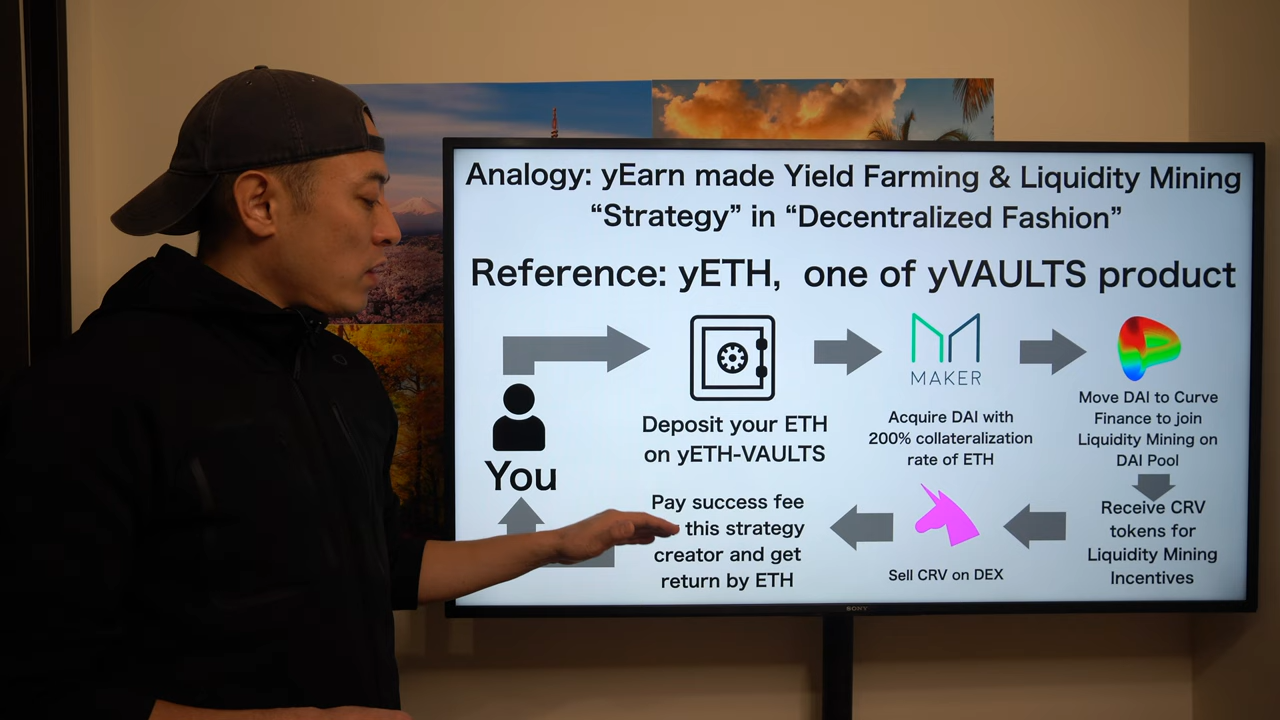 Analogy: yEarn made Yield Farming & Liquidity Mining
“Strategy” in “Decentralized Fashion”
Reference: yETH, one of yVAULTS product
You
Deposit your ETH
on yETH-VAULTS
MAKER
Acquire DAI with
200% collateralization
rate of ETH
Move DAI to Curve
Finance to join
Liquidity Mining on
DAI Pool
Receive CRV
tokens for
Liquidity Mining
Incentives
Sell CRV on DEX
Pay success fee
this strategy
creator and get
return by ETH
SONY